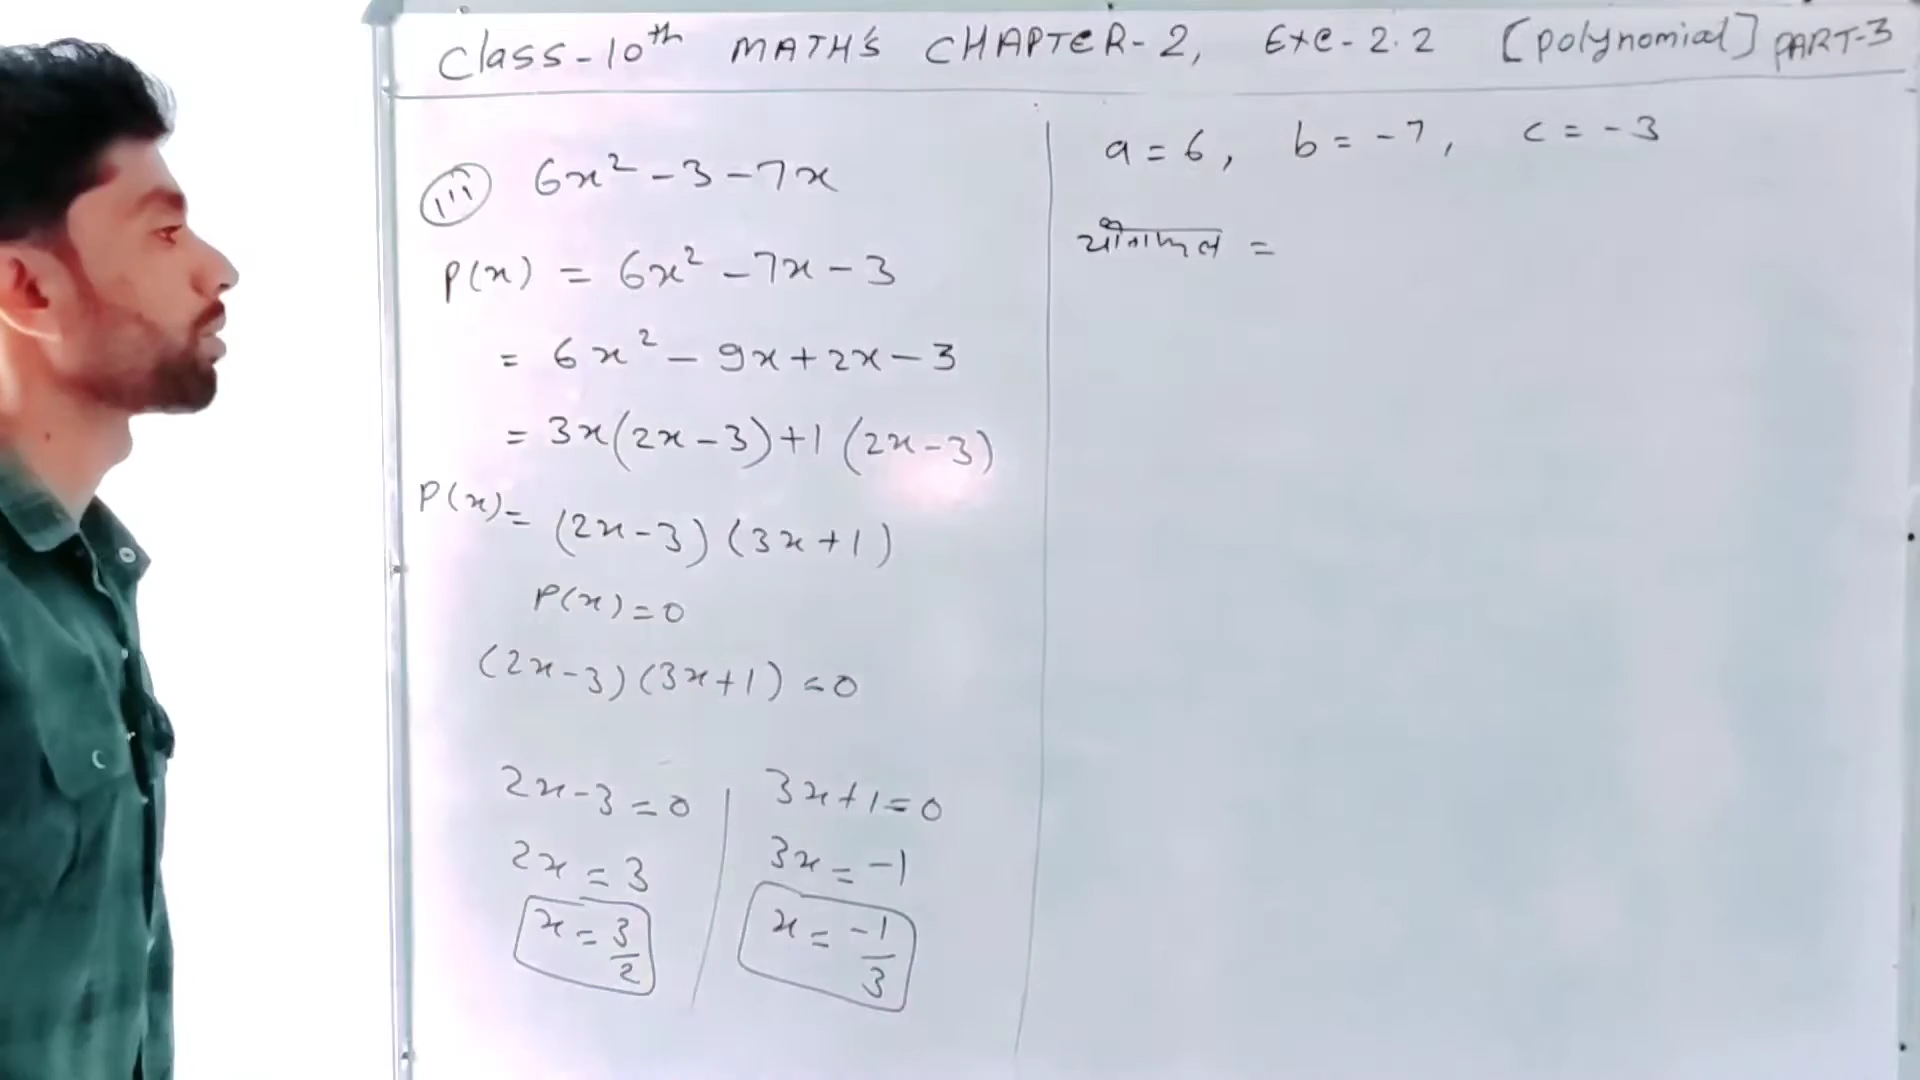 Class-10th MATH'S CHAPTER-2, Exe-2.2 [Polynomial] PART-3
(iii) 6x² - 3 - 7x
P(x) = 6x² - 7x - 3
= 6x² - 9x + 2x - 3
= 3x(2x - 3) + 1 (2x - 3)
P(x) = (2x - 3) (3x + 1)
P(x) = 0
(2x - 3) (3x + 1) = 0
2x - 3 = 0
2x = 3
x = 3/2
3x + 1 = 0
3x = -1
x = -1/3
a = 6, b = -7, c = -3
योगफल =